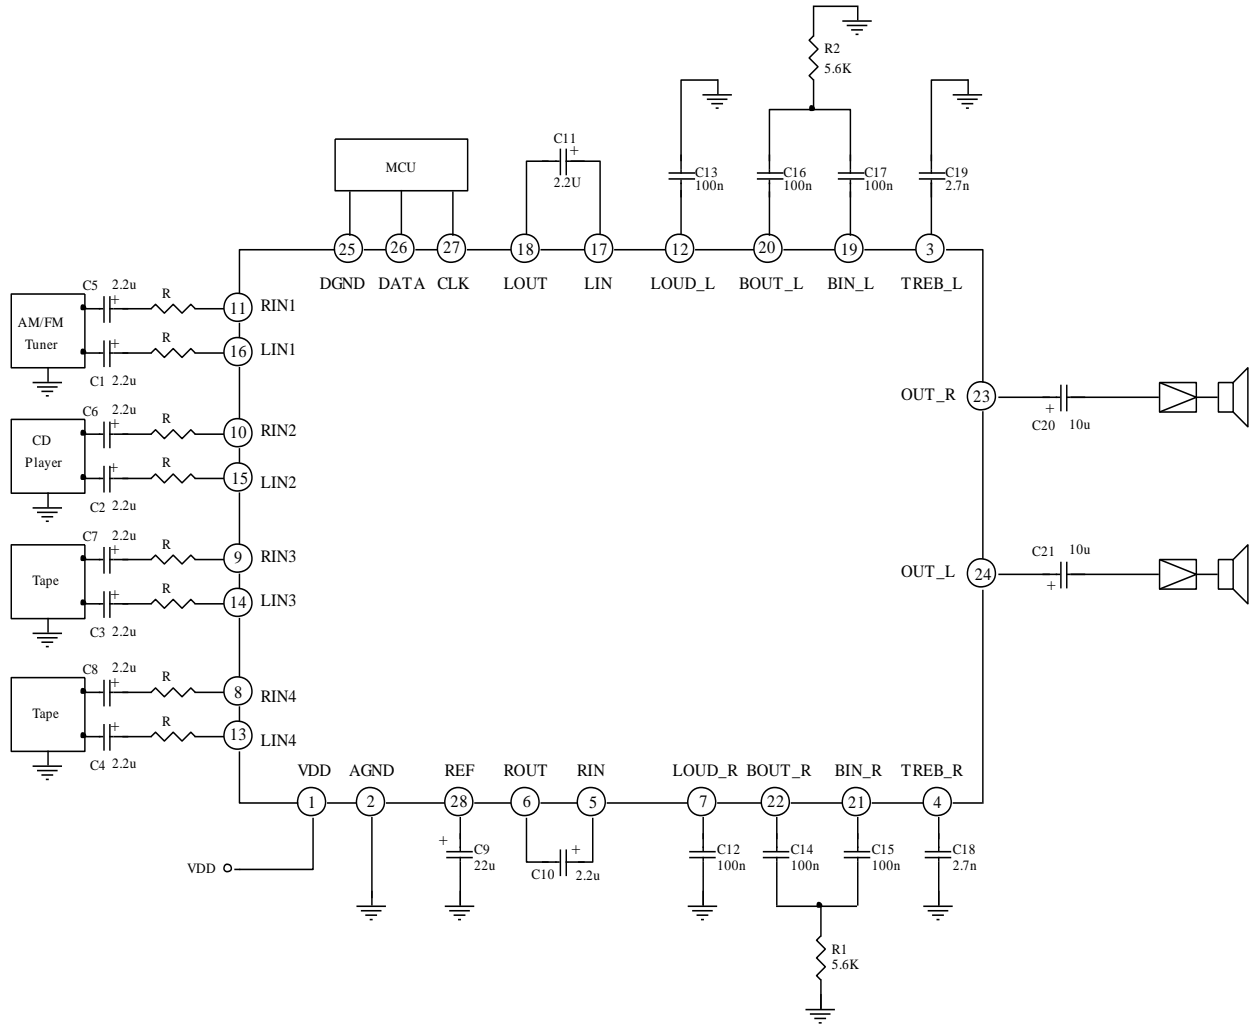 R2
5.6K
C11
+
2.2U
MCU
C13
100n
C16
100n
C17
100n
C19
2.7n
25
26
27
18
17
12
20
19
3
DGND
DATA
CLK
LOUT
LIN
LOUD_L
BOUT_L
BIN_L
TREB_L
AM/FM
Tuner
C5
2.2u
+
R
11
RIN1
+
R
16
LIN1
C1
2.2u
CD
Player
C6
2.2u
+
R
10
RIN2
+
R
15
LIN2
C2
2.2u
Tape
C7
2.2u
+
R
9
RIN3
+
R
14
LIN3
C3
2.2u
Tape
C8
2.2u
+
R
8
RIN4
+
R
13
LIN4
C4
2.2u
OUT_R
23
+
C20
10u
OUT_L
24
C21
10u
+
VDD
AGND
REF
ROUT
RIN
LOUD_R
BOUT_R
BIN_R
TREB_R
1
2
28
6
5
7
22
21
4
VDD
+
C9
22u
+
C10
2.2u
C12
100n
C14
100n
C15
100n
C18
2.7n
R1
5.6K